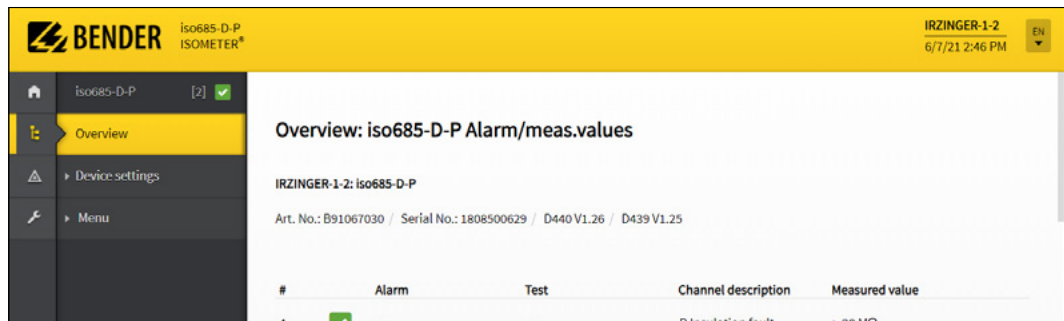 BENDER
iso685-D-P
ISOMETER®
IRZINGER-1-2
6/7/21 2:46 PM
EN
iso685-D-P [2]
Overview
Device settings
Menu
Overview: iso685-D-P Alarm/meas.values
IRZINGER-1-2: iso685-D-P
Art. No.: B91067030 / Serial No.: 1808500629 / D440 V1.26 / D439 V1.25
# Alarm Test Channel description Measured value